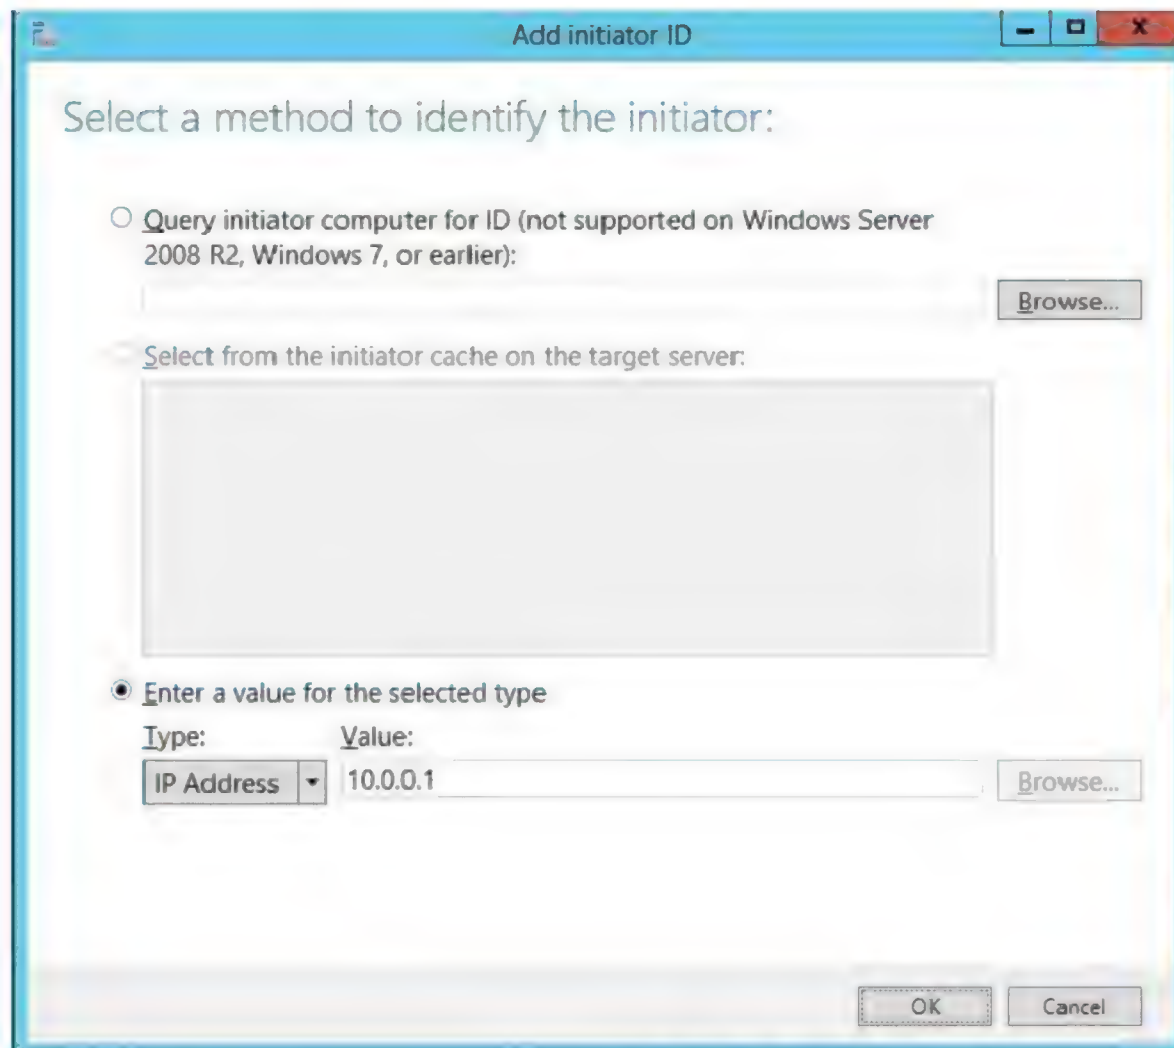 Add initiator ID
Select a method to identify the initiator:
Query initiator computer for ID (not supported on Windows Server
2008 R2, Windows 7, or earlier):
Browse...
Select from the initiator cache on the target server:
Enter a value for the selected type
Type: Value:
IP Address 10.0.0.1 Browse...
OK Cancel